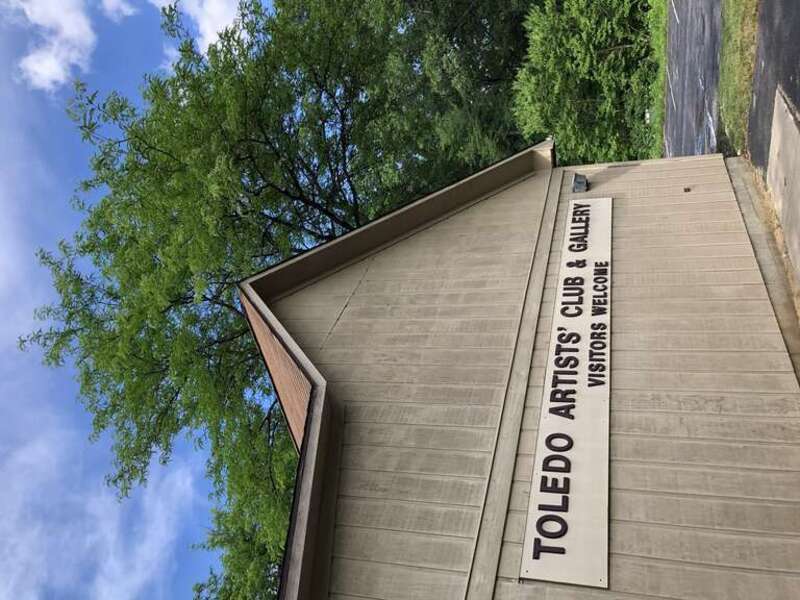 TOLEDO ARTISTS' CLUB & GALLERY
VISITORS WELCOME